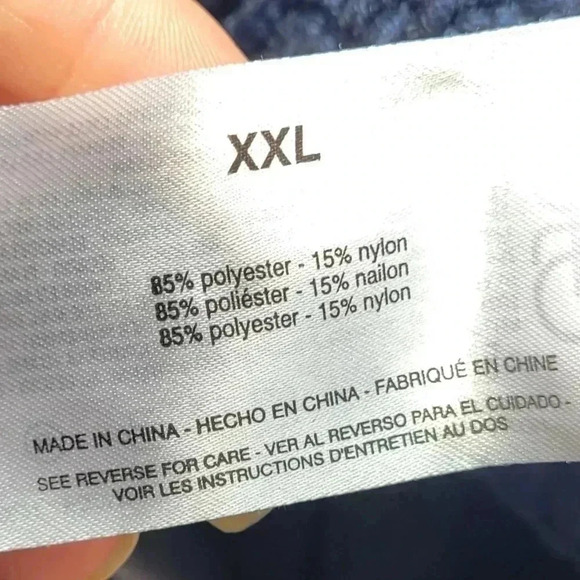 XXL
85% polyester - 15% nylon
85% poliéster - 15% nailon
85% polyester - 15% nylon
MADE IN CHINA - HECHO EN CHINA - FABRIQUÉ EN CHINE
SEE REVERSE FOR CARE - VER AL REVERSO PARA EL CUIDADO -
VOIR LES INSTRUCTIONS D'ENTRETIEN AU DOS